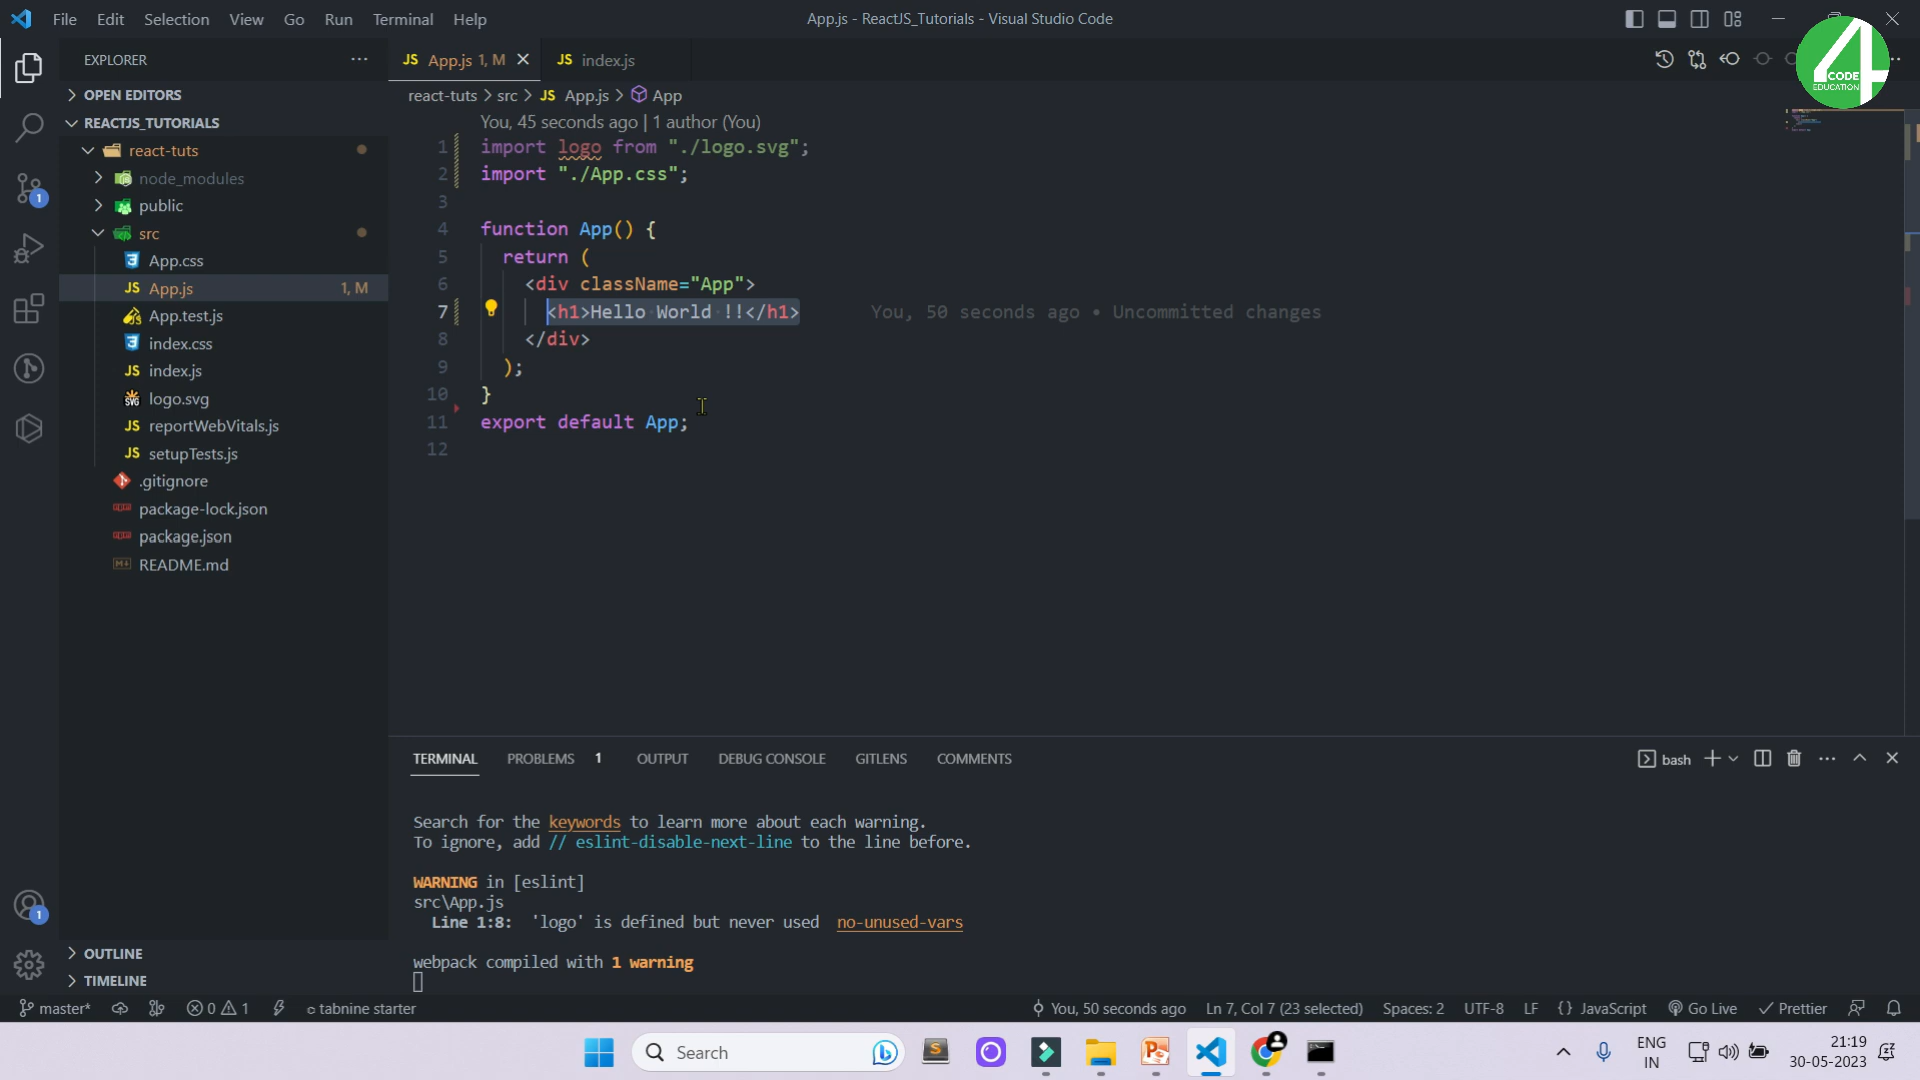 File Edit Selection View Go Run Terminal Help
App.js - ReactJS_Tutorials - Visual Studio Code
4
CODE
EDUCATION
EXPLORER
OPEN EDITORS
REACTJS_TUTORIALS
react-tuts
node_modules
public
src
App.css
App.js 1, M
App.test.js
index.css
index.js
logo.svg
reportWebVitals.js
setupTests.js
.gitignore
package-lock.json
package.json
README.md
OUTLINE
TIMELINE
JS App.js 1, M
JS index.js
react-tuts > src > JS App.js > App
You, 45 seconds ago | 1 author (You)
1 import logo from "./logo.svg";
2 import "./App.css";
3
4 function App() {
5 return (
6 <div className="App">
7 <h1>Hello World !!</h1> You, 50 seconds ago • Uncommitted changes
8 </div>
9 );
10 }
11 export default App;
12
TERMINAL PROBLEMS 1 OUTPUT DEBUG CONSOLE GITLENS COMMENTS
bash
Search for the keywords to learn more about each warning.
To ignore, add // eslint-disable-next-line to the line before.
WARNING in [eslint]
src\App.js
Line 1:8: 'logo' is defined but never used no-unused-vars
webpack compiled with 1 warning
master* 0 1 tabnine starter You, 50 seconds ago Ln 7, Col 7 (23 selected) Spaces: 2 UTF-8 LF {} JavaScript Go Live Prettier
Search
ENG
IN
21:19
30-05-2023